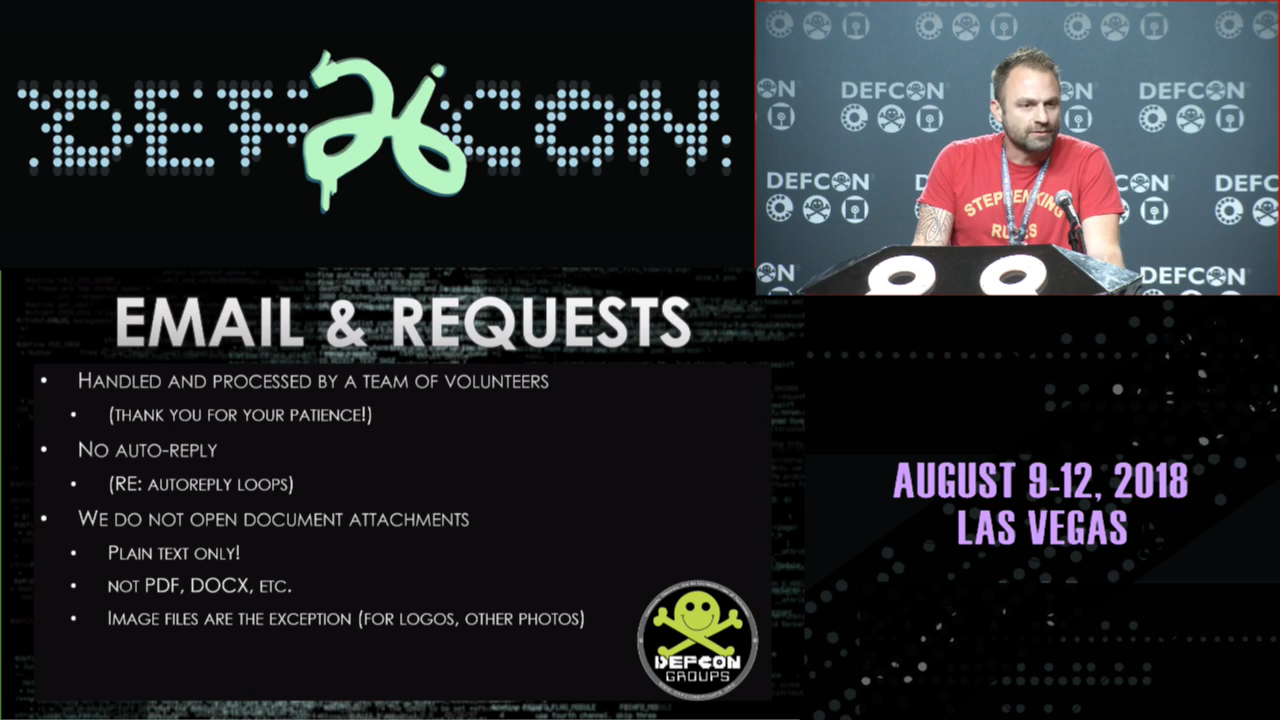 DEF 26 CON
DEFCON DEFCON DEFCON
DEFCON
DEFCON
STEPHEN KING
RULES
EMAIL & REQUESTS
• HANDLED AND PROCESSED BY A TEAM OF VOLUNTEERS
• (THANK YOU FOR YOUR PATIENCE!)
• NO AUTO-REPLY
• (RE: AUTOREPLY LOOPS)
• WE DO NOT OPEN DOCUMENT ATTACHMENTS
• PLAIN TEXT ONLY!
• NOT PDF, DOCX, ETC.
• IMAGE FILES ARE THE EXCEPTION (FOR LOGOS, OTHER PHOTOS)
DEFCON
GROUPS
AUGUST 9-12, 2018
LAS VEGAS